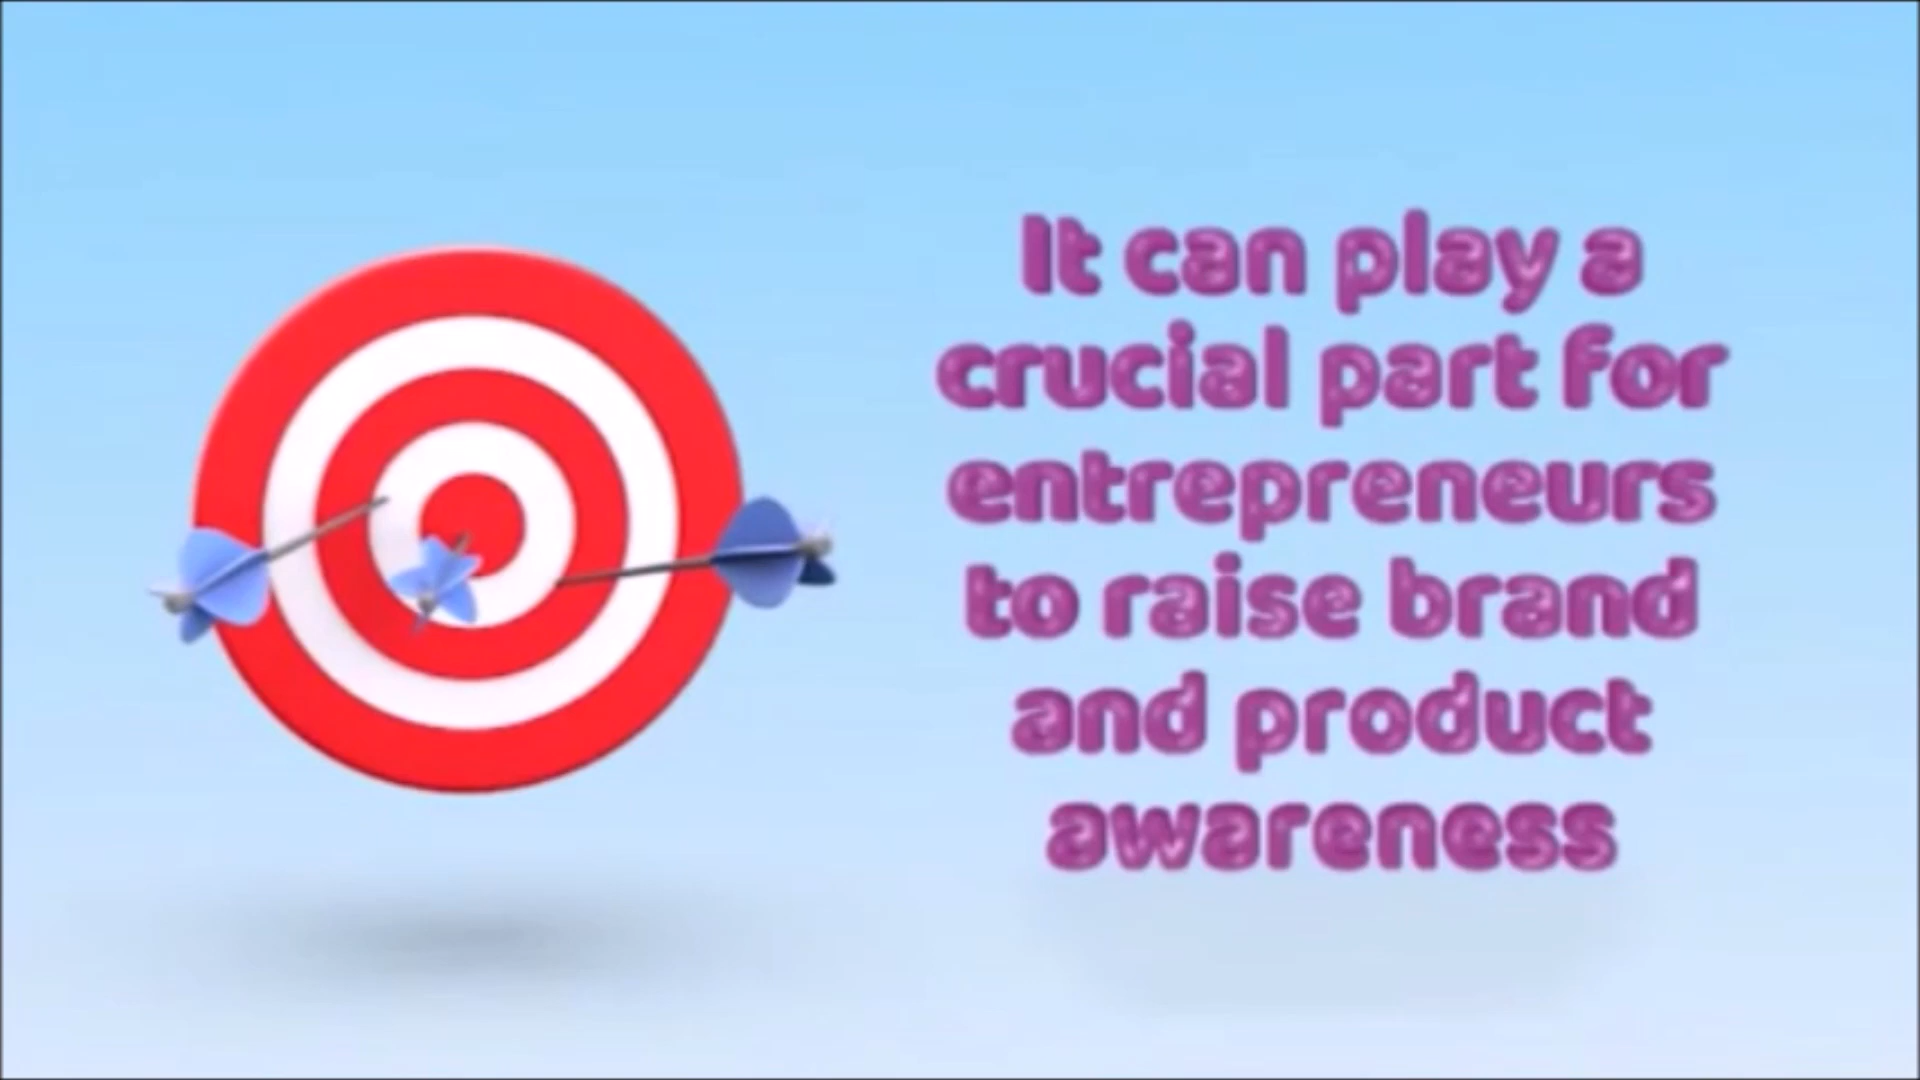 It can play a
crucial part for
entrepreneurs
to raise brand
and product
awareness